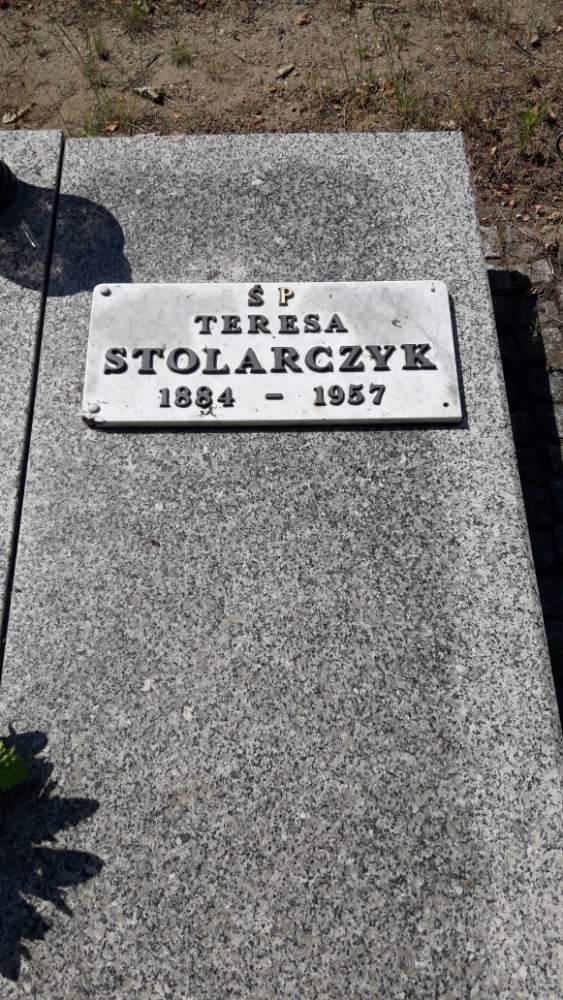 Ś P
TERESA
STOLARCZYK
1884 – 1957